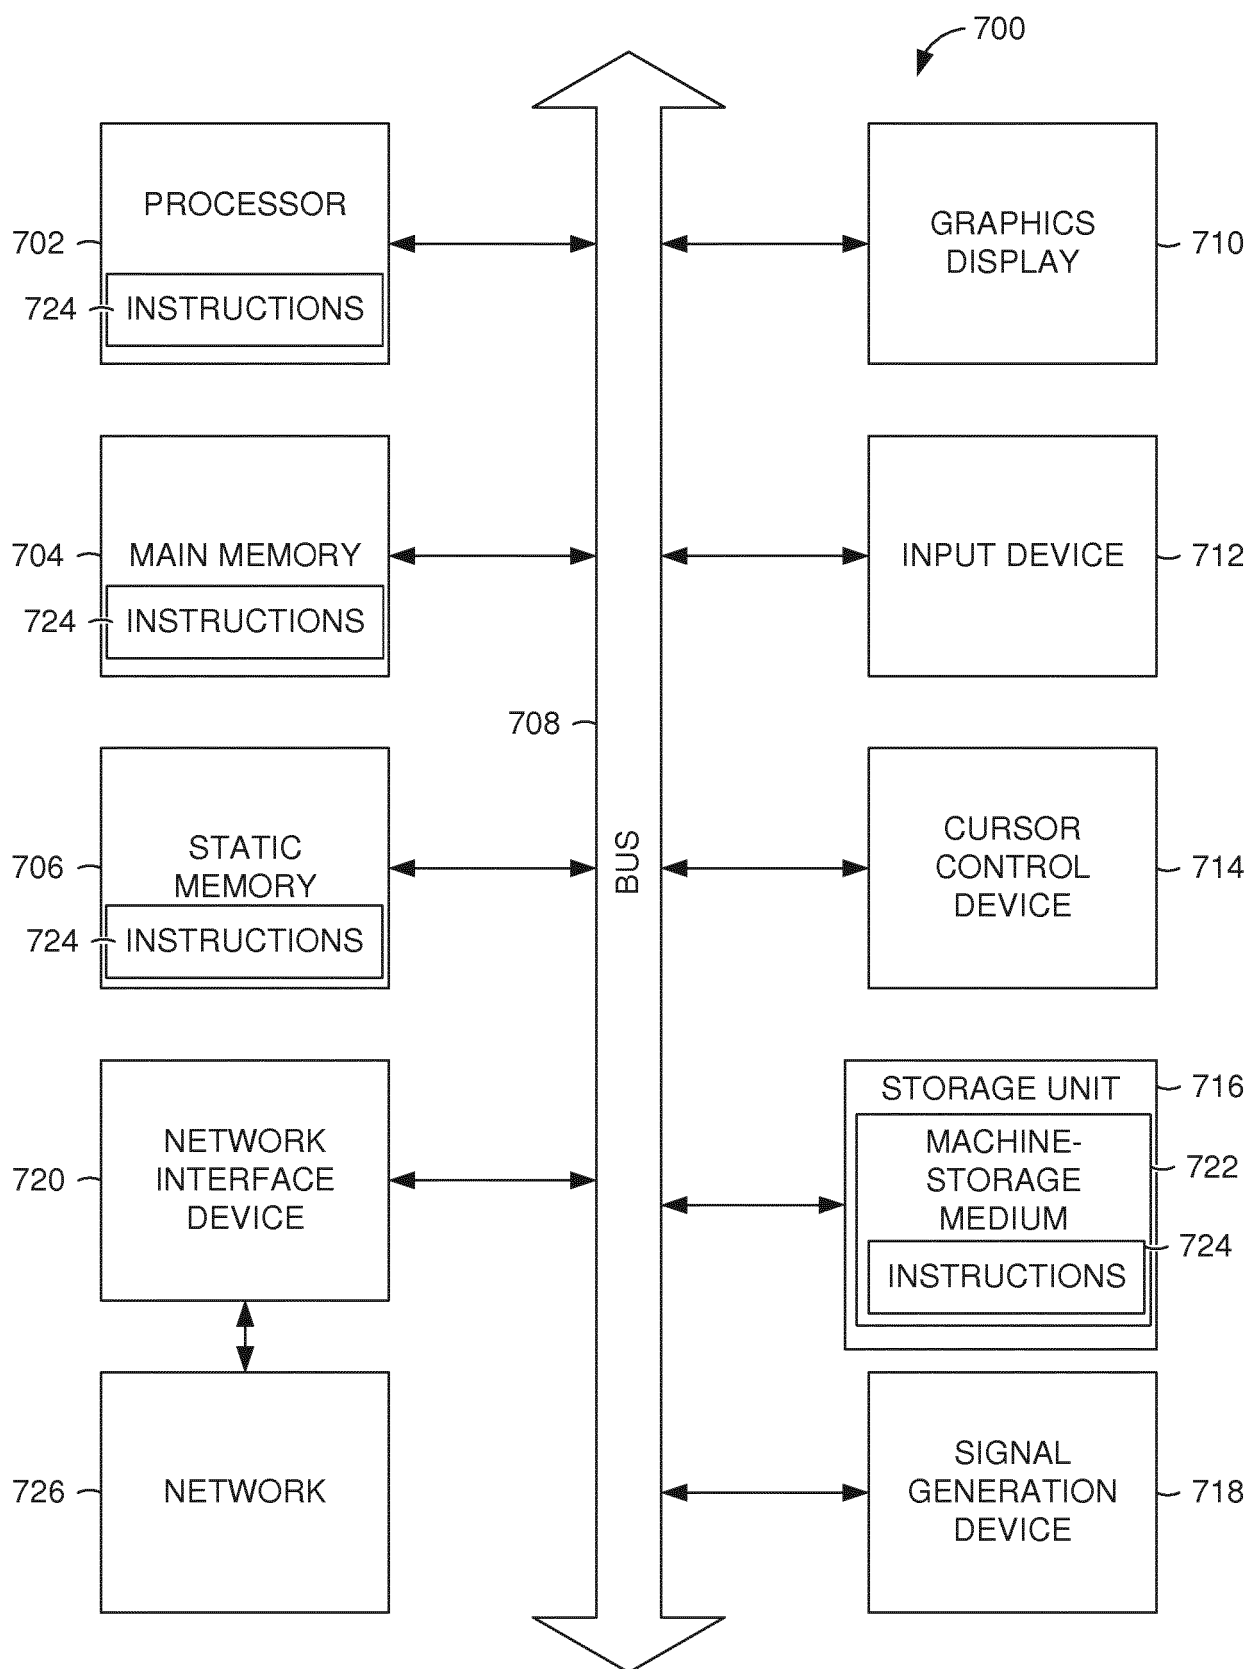 700
PROCESSOR
702
724
INSTRUCTIONS
GRAPHICS
DISPLAY
710
704
MAIN MEMORY
724
INSTRUCTIONS
INPUT DEVICE
712
708
BUS
706
STATIC
MEMORY
724
INSTRUCTIONS
CURSOR
CONTROL
DEVICE
714
720
NETWORK
INTERFACE
DEVICE
STORAGE UNIT
716
MACHINE-
STORAGE
MEDIUM
722
724
INSTRUCTIONS
726
NETWORK
SIGNAL
GENERATION
DEVICE
718